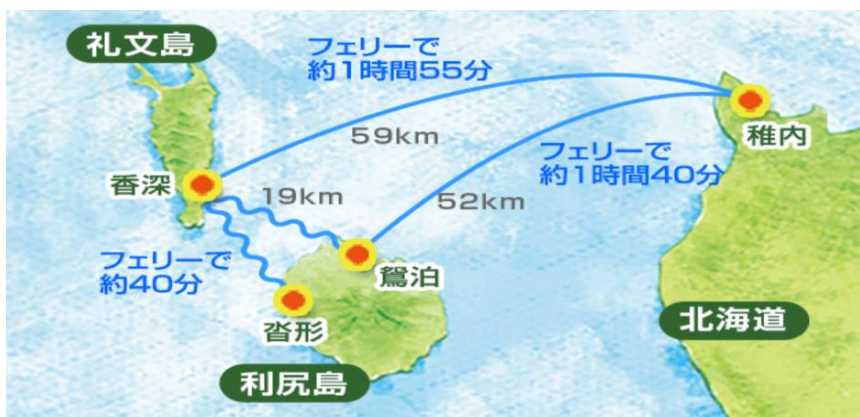 礼文島
フェリーで
約1時間55分
稚内
59km
フェリーで
約1時間40分
香深
19km
52km
フェリーで
約40分
鴛泊
沓形
北海道
利尻島